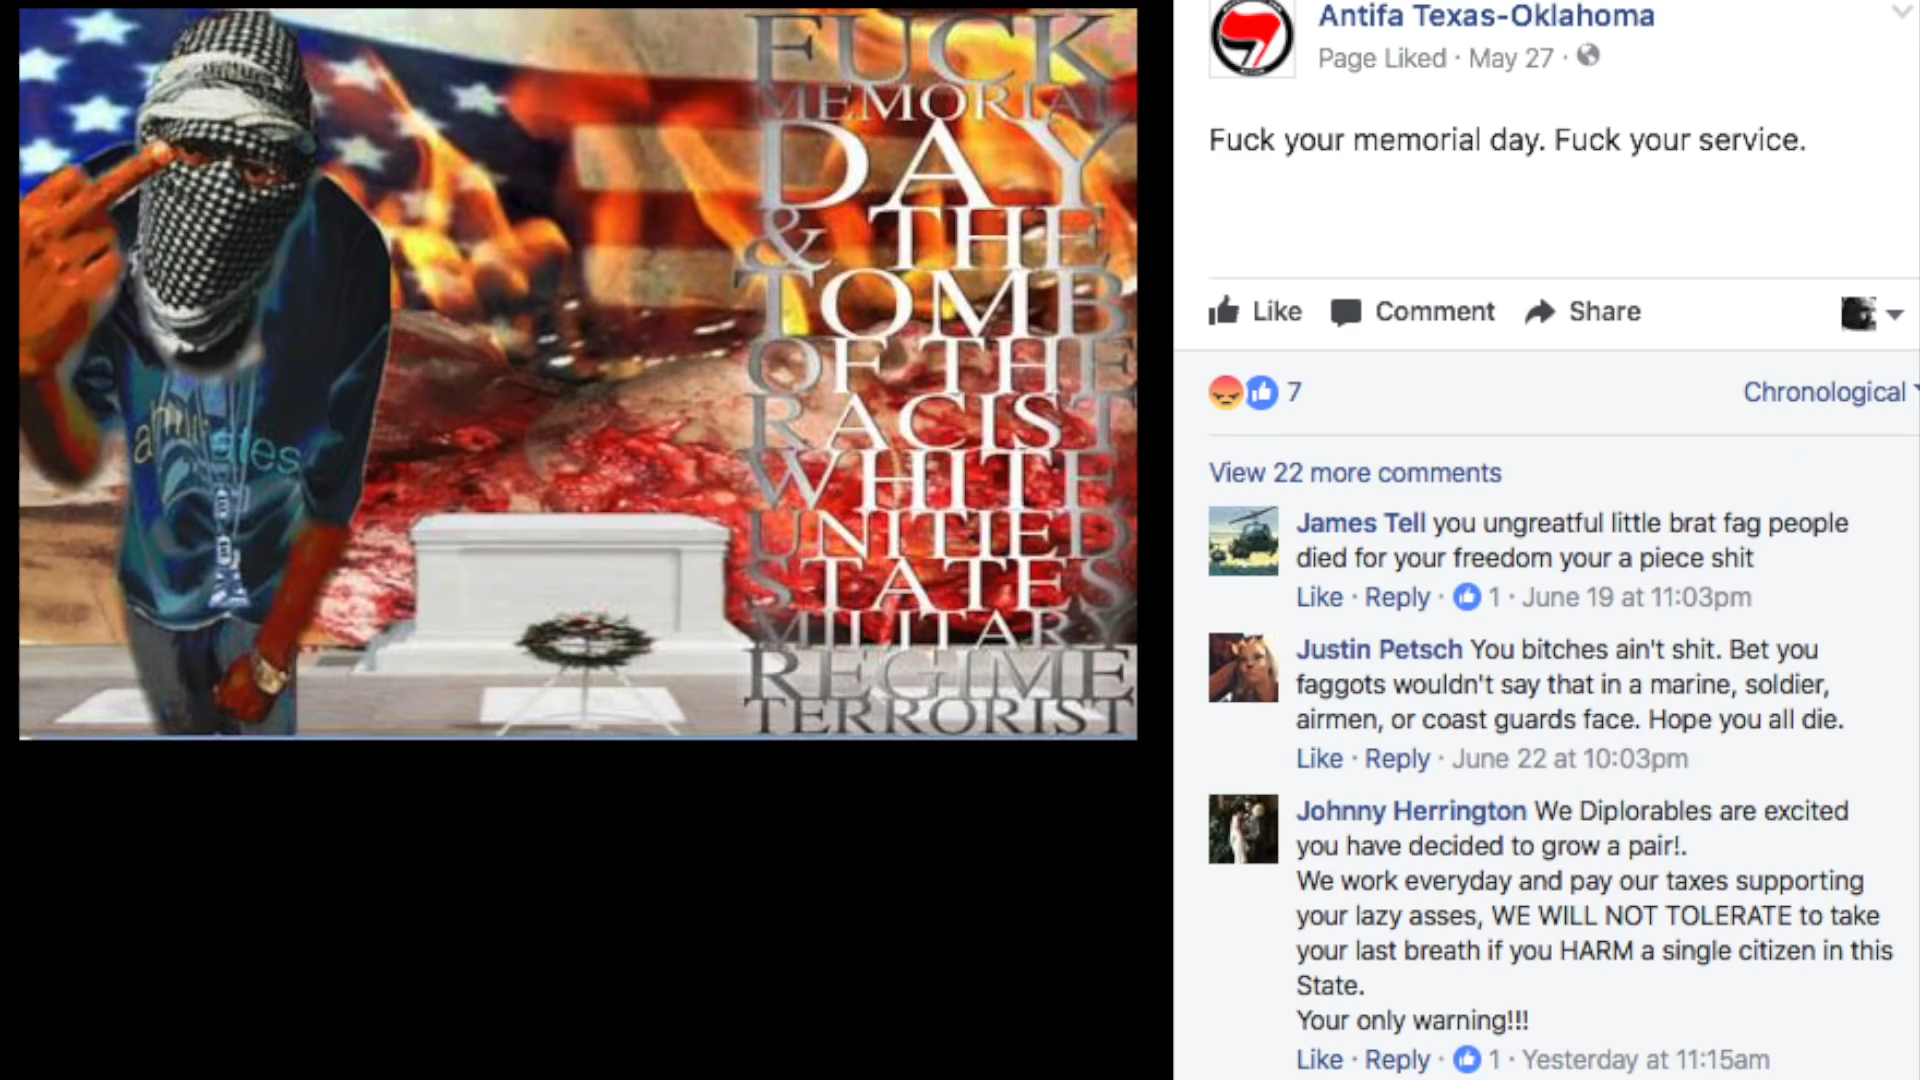 FUCK
MEMORIAL
DAY
& THE
TOMB
OF THE
RACIST
WHITE
UNITIED
STATES
MILITARY
REGIME
TERRORIST
Antifa Texas-Oklahoma
Page Liked · May 27 ·
Fuck your memorial day. Fuck your service.
Like Comment Share
7
Chronological
View 22 more comments
James Tell you ungreatful little brat fag people
died for your freedom your a piece shit
Like · Reply · 1 · June 19 at 11:03pm
Justin Petsch You bitches ain't shit. Bet you
faggots wouldn't say that in a marine, soldier,
airmen, or coast guards face. Hope you all die.
Like · Reply · June 22 at 10:03pm
Johnny Herrington We Diplorables are excited
you have decided to grow a pair!.
We work everyday and pay our taxes supporting
your lazy asses, WE WILL NOT TOLERATE to take
your last breath if you HARM a single citizen in this
State.
Your only warning!!!
Like · Reply · 1 · Yesterday at 11:15am